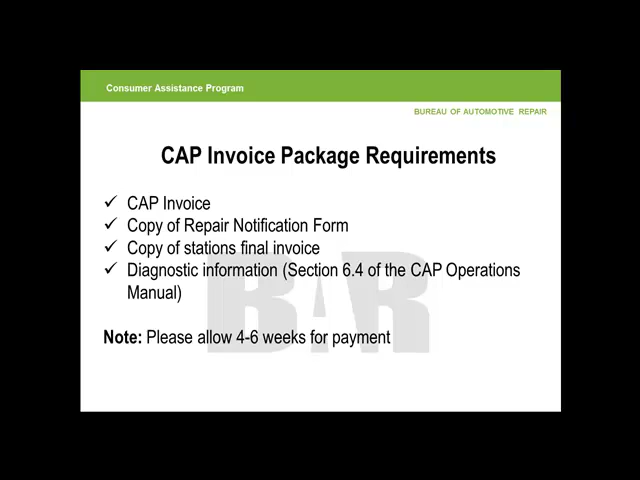 Consumer Assistance Program
BUREAU OF AUTOMOTIVE REPAIR
CAP Invoice Package Requirements
✓ CAP Invoice
✓ Copy of Repair Notification Form
✓ Copy of stations final invoice
✓ Diagnostic information (Section 6.4 of the CAP Operations
Manual)
BAR
Note: Please allow 4-6 weeks for payment